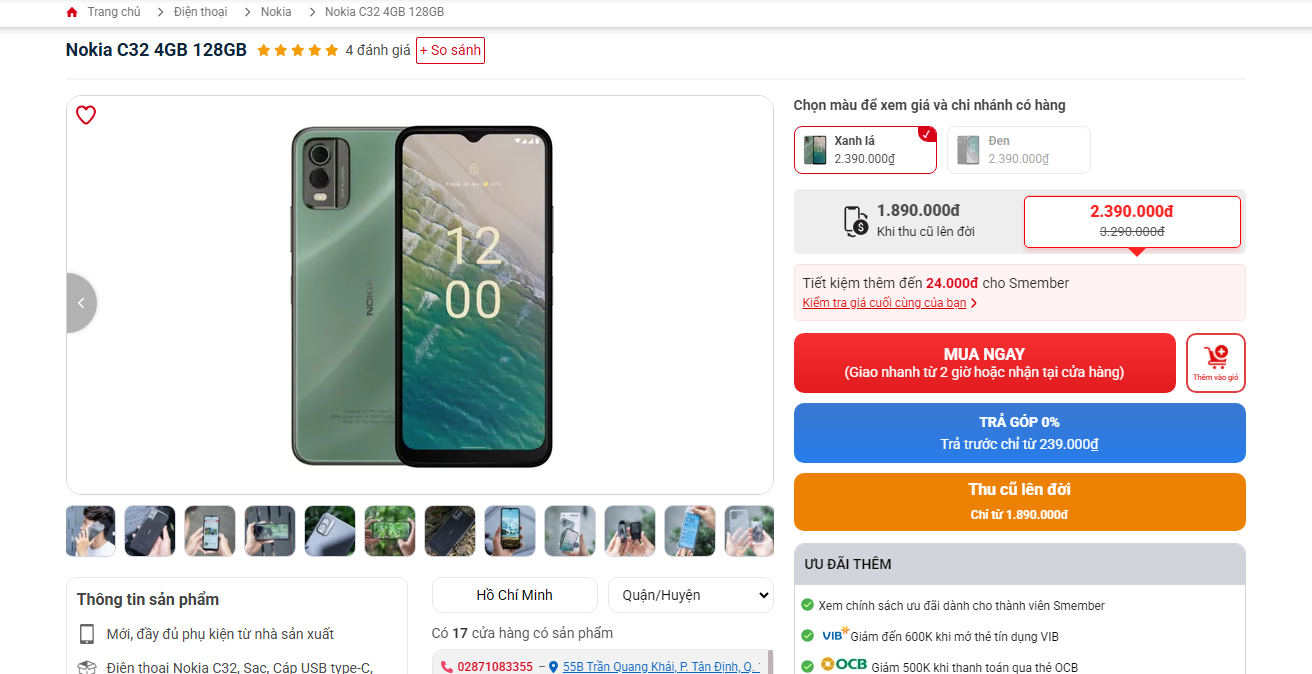 Trang chủ > Điện thoại > Nokia > Nokia C32 4GB 128GB
Nokia C32 4GB 128GB 4 đánh giá + So sánh
12
00
NOKIA
Chọn màu để xem giá và chi nhánh có hàng
Xanh lá
2.390.000₫
Đen
2.390.000₫
1.890.000đ
Khi thu cũ lên đời
2.390.000đ
3.290.000đ
Tiết kiệm thêm đến 24.000đ cho Smember
Kiểm tra giá cuối cùng của bạn
MUA NGAY
(Giao nhanh từ 2 giờ hoặc nhận tại cửa hàng)
Thêm vào giỏ
TRẢ GÓP 0%
Trả trước chỉ từ 239.000₫
Thu cũ lên đời
Chỉ từ 1.890.000đ
ƯU ĐÃI THÊM
Xem chính sách ưu đãi dành cho thành viên Smember
VIB Giảm đến 600K khi mở thẻ tín dụng VIB
OCB Giảm 500K khi thanh toán qua thẻ OCB
Thông tin sản phẩm
Mới, đầy đủ phụ kiện từ nhà sản xuất
Điện thoại Nokia C32, Sạc, Cáp USB type-C,
Hồ Chí Minh
Quận/Huyện
Có 17 cửa hàng có sản phẩm
02871083355 – 55B Trần Quang Khải, P. Tân Định, Q.